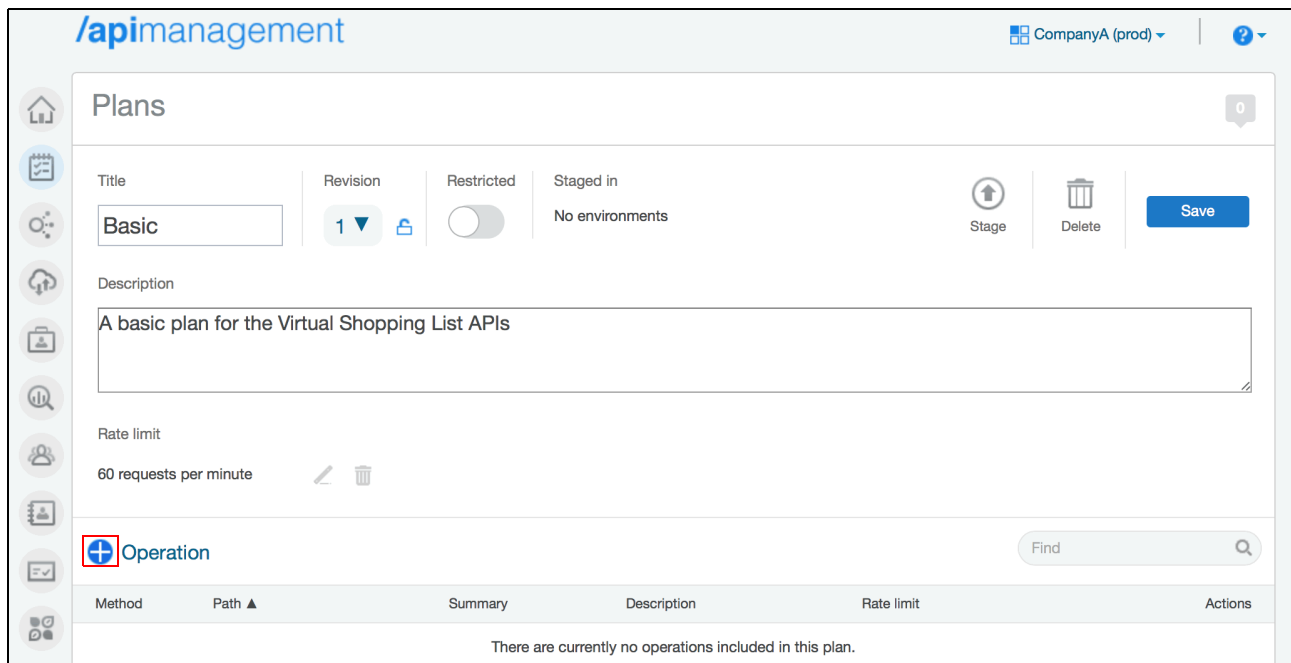 /apimanagement
CompanyA (prod)
?
Plans
0
Title
Revision
Restricted
Staged in
Basic
1
No environments
Stage
Delete
Save
Description
A basic plan for the Virtual Shopping List APIs
Rate limit
60 requests per minute
Operation
Find
Method Path ▲ Summary Description Rate limit Actions
There are currently no operations included in this plan.